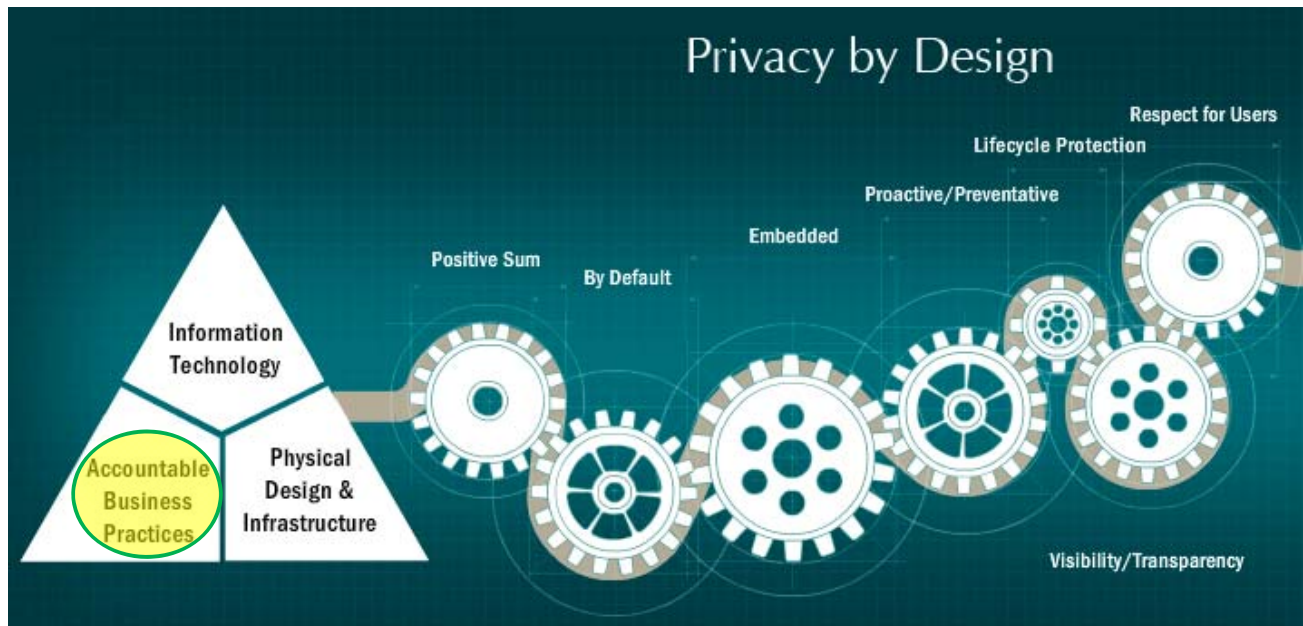 Privacy by Design
Respect for Users
Lifecycle Protection
Proactive/Preventative
Embedded
Positive Sum
By Default
Information
Technology
Accountable
Business
Practices
Physical
Design &
Infrastructure
Visibility/Transparency